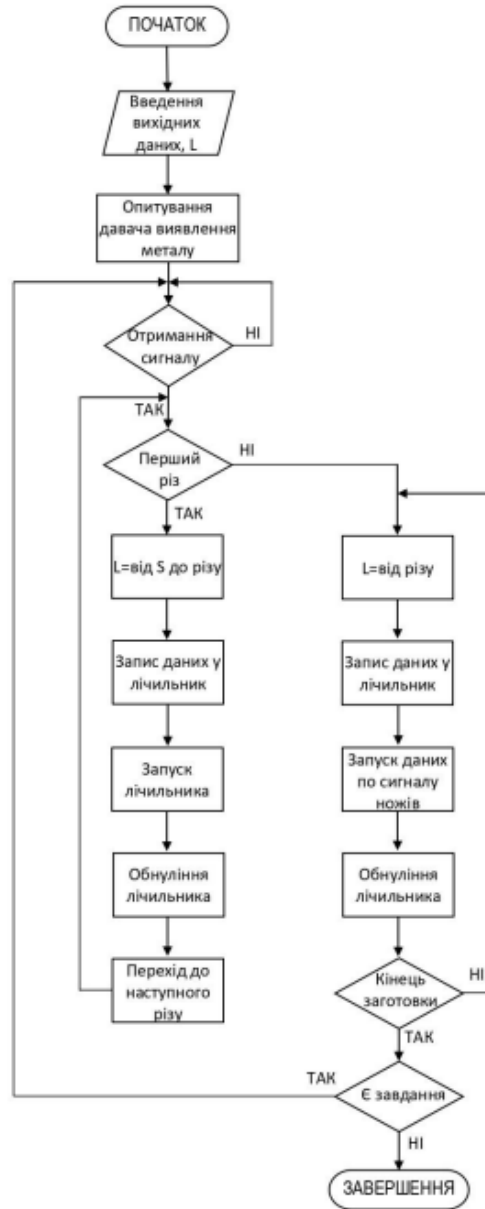 ПОЧАТОК
Введення
вихідних
даних, L
Опитування
давача виявлення
металу
Отримання
сигналу
НІ
ТАК
Перший
різ
НІ
ТАК
L=від S до різу
Запис даних у
лічильник
Запуск
лічильника
Обнуління
лічильника
Перехід до
наступного
різу
L=від різу
Запис даних у
лічильник
Запуск даних
по сигналу
ножів
Обнуління
лічильника
Кінець
заготовки
НІ
ТАК
Є завдання
ТАК
НІ
ЗАВЕРШЕННЯ